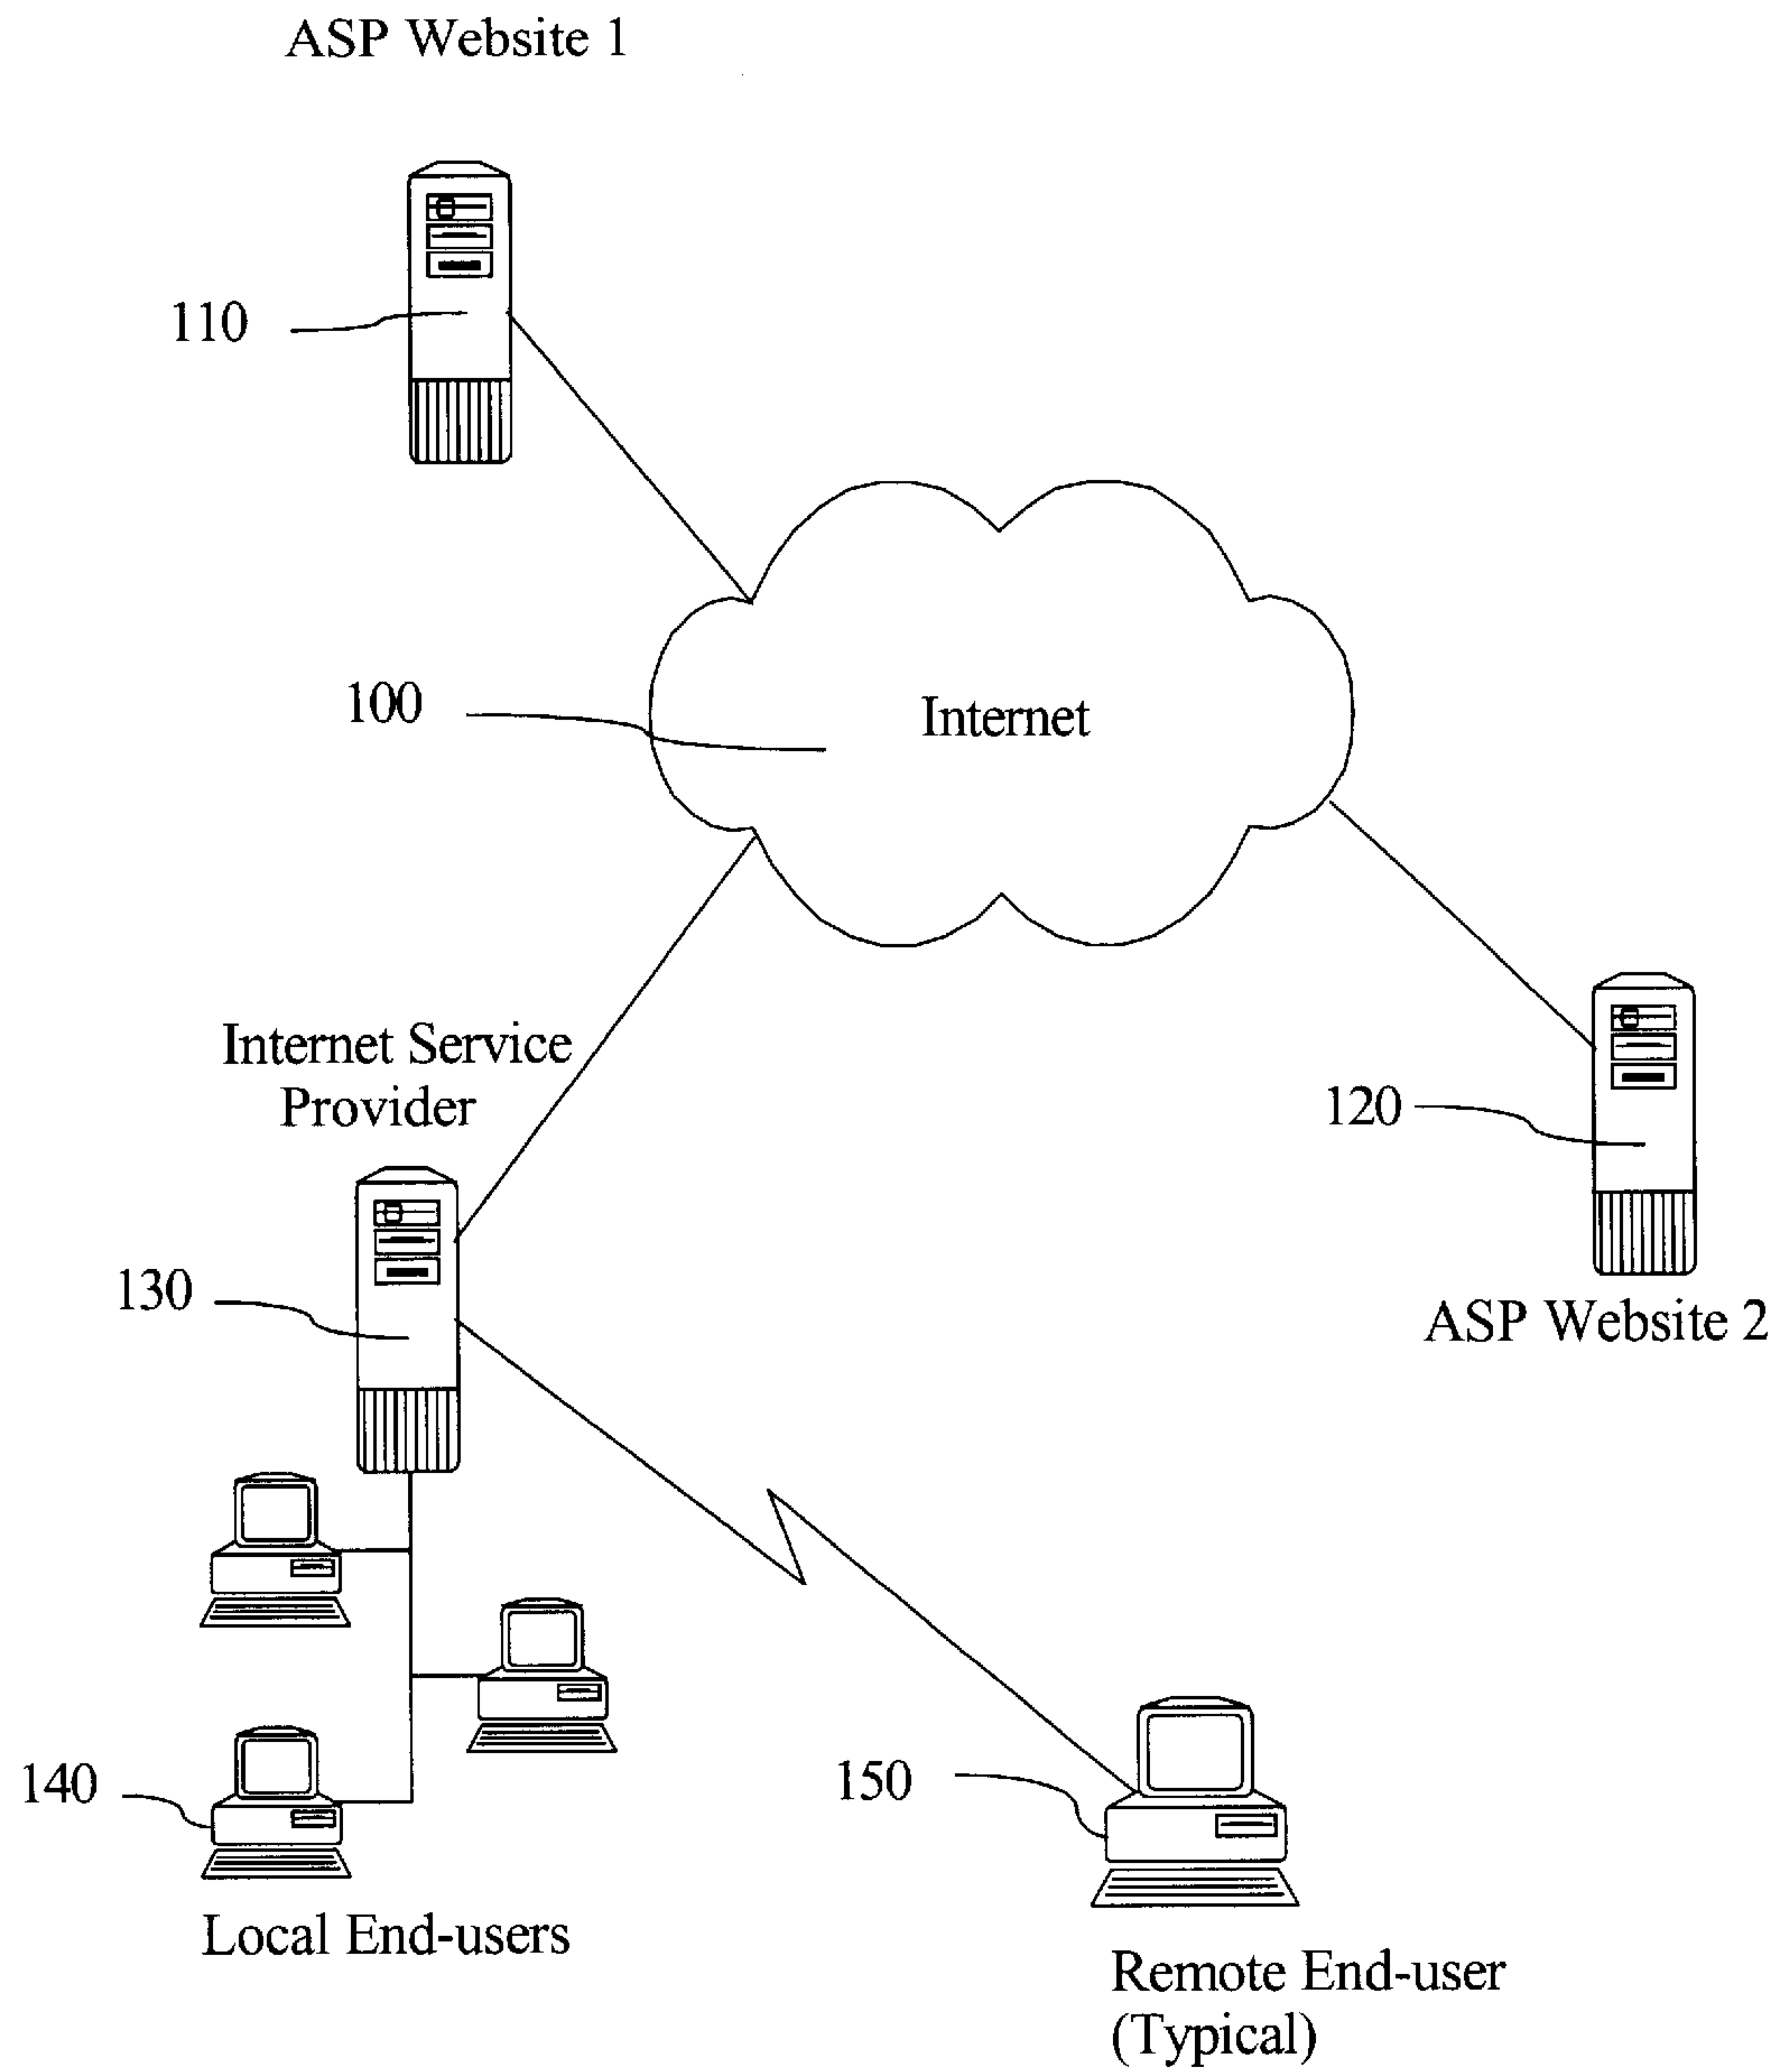 ASP Website 1
110
100
Internet
Internet Service
Provider
120
130
ASP Website 2
140
150
Local End-users
Remote End-user
(Typical)